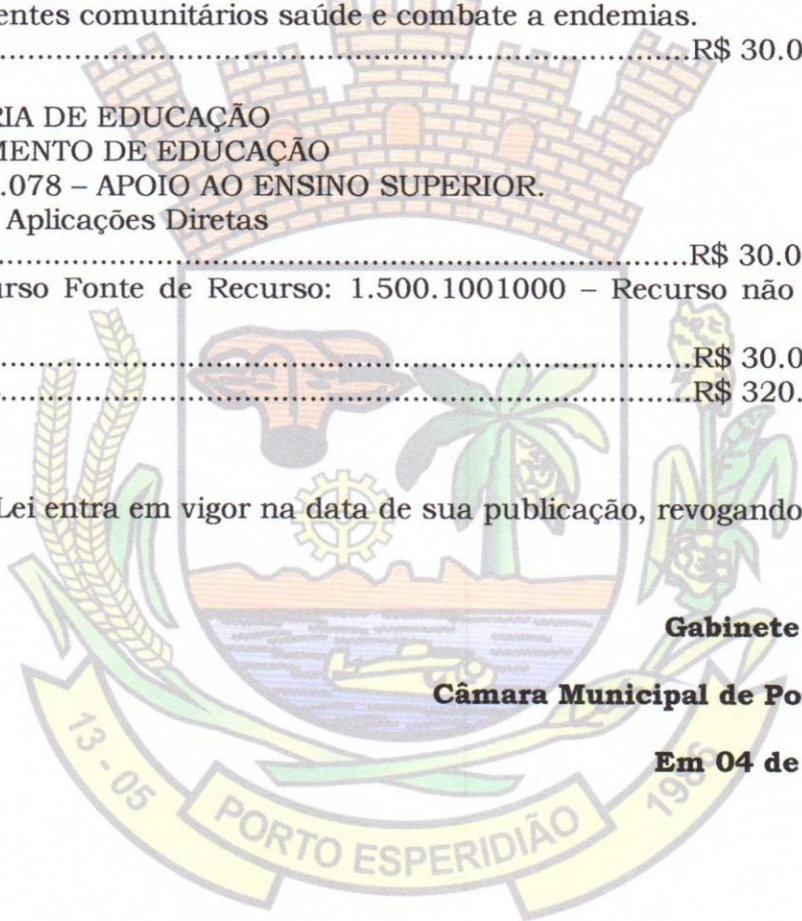 entes comunitários saúde e combate a endemias.
....................................................................R$ 30.0
RIA DE EDUCAÇÃO
MENTO DE EDUCAÇÃO
.078 – APOIO AO ENSINO SUPERIOR.
Aplicações Diretas
....................................................................R$ 30.0
urso Fonte de Recurso: 1.500.1001000 – Recurso não
....................................................................R$ 30.0
....................................................................R$ 320.
Lei entra em vigor na data de sua publicação, revogando
Gabinete
Câmara Municipal de Po
Em 04 de
13 - 05
PORTO ESPERIDIÃO
1986